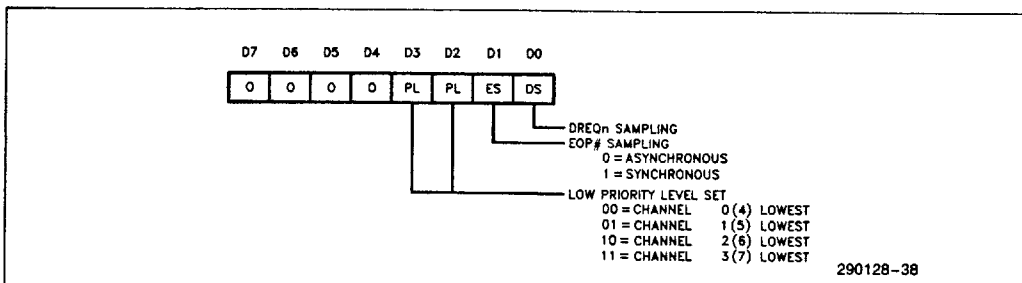 D7 D6 D5 D4 D3 D2 D1 D0
0 0 0 0 PL PL ES DS
DREQn SAMPLING
EOP# SAMPLING
0 = ASYNCHRONOUS
1 = SYNCHRONOUS
LOW PRIORITY LEVEL SET
00 = CHANNEL 0(4) LOWEST
01 = CHANNEL 1(5) LOWEST
10 = CHANNEL 2(6) LOWEST
11 = CHANNEL 3(7) LOWEST
290128-38